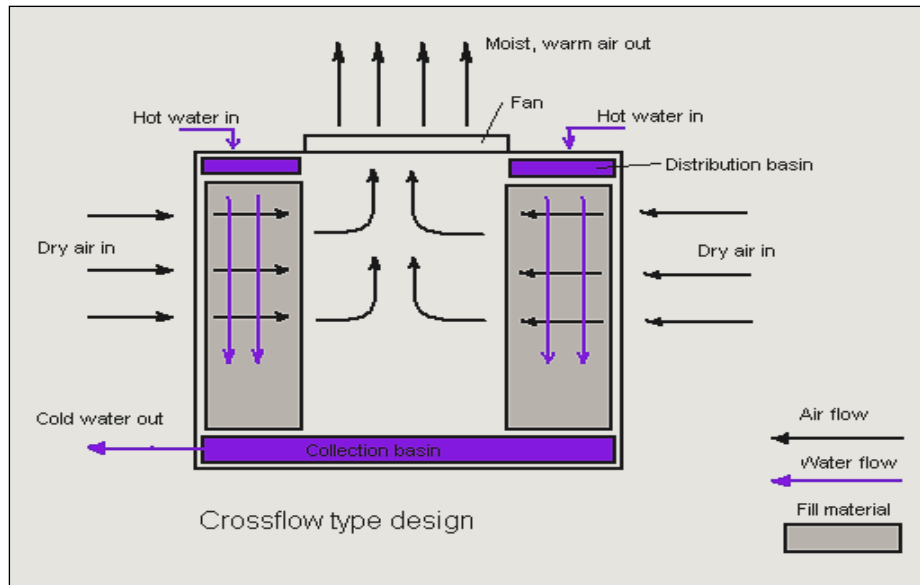 Moist, warm air out
Fan
Hot water in
Hot water in
Distribution basin
Dry air in
Dry air in
Cold water out
Collection basin
Air flow
Water flow
Fill material
Crossflow type design